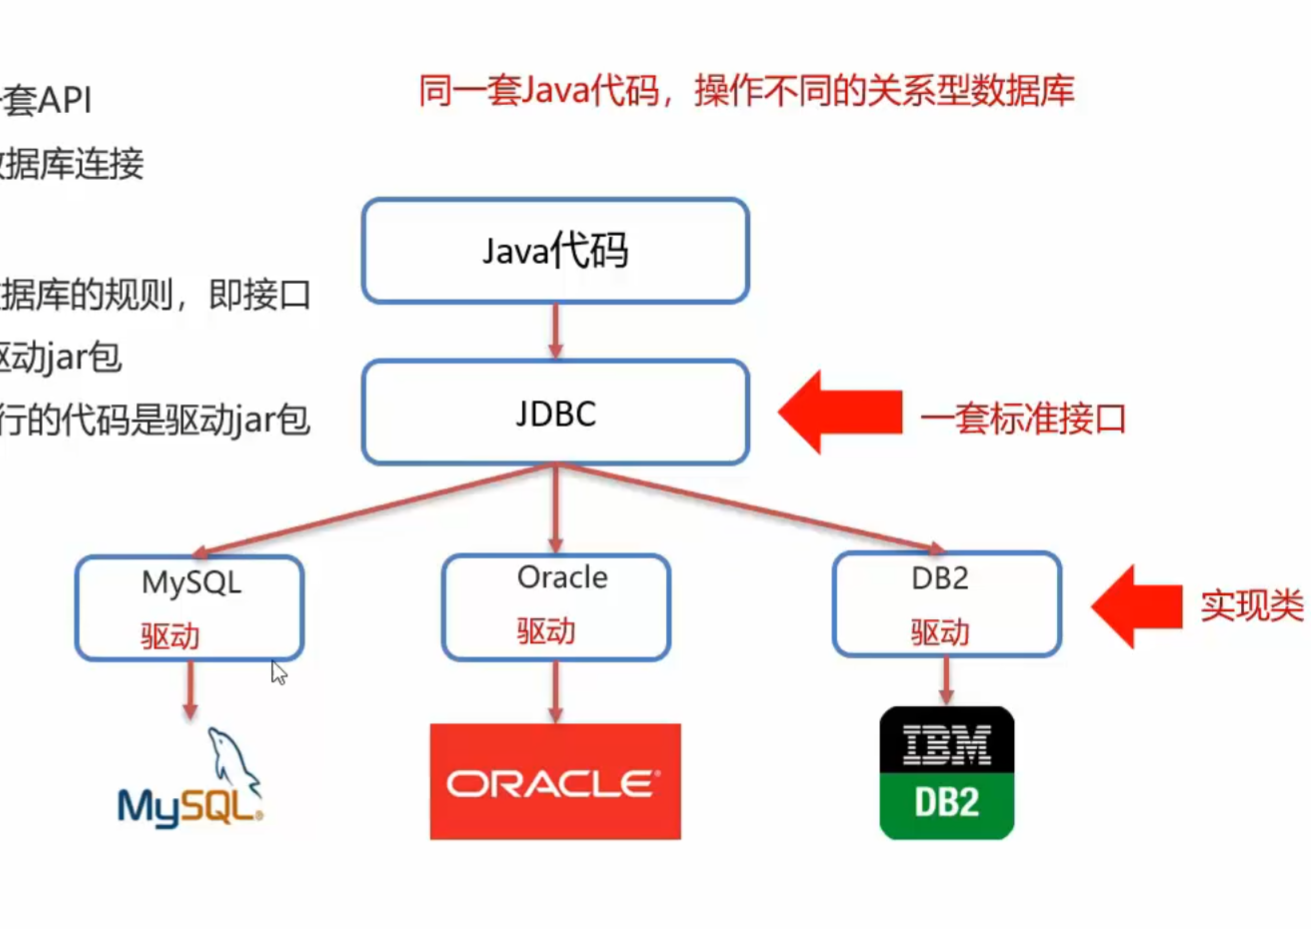 同一套Java代码，操作不同的关系型数据库
套API
数据库连接
据库的规则，即接口
驱动jar包
行的代码是驱动jar包
Java代码
JDBC
一套标准接口
MySQL
驱动
Oracle
驱动
DB2
驱动
实现类
MySQL®
ORACLE®
IBM
DB2